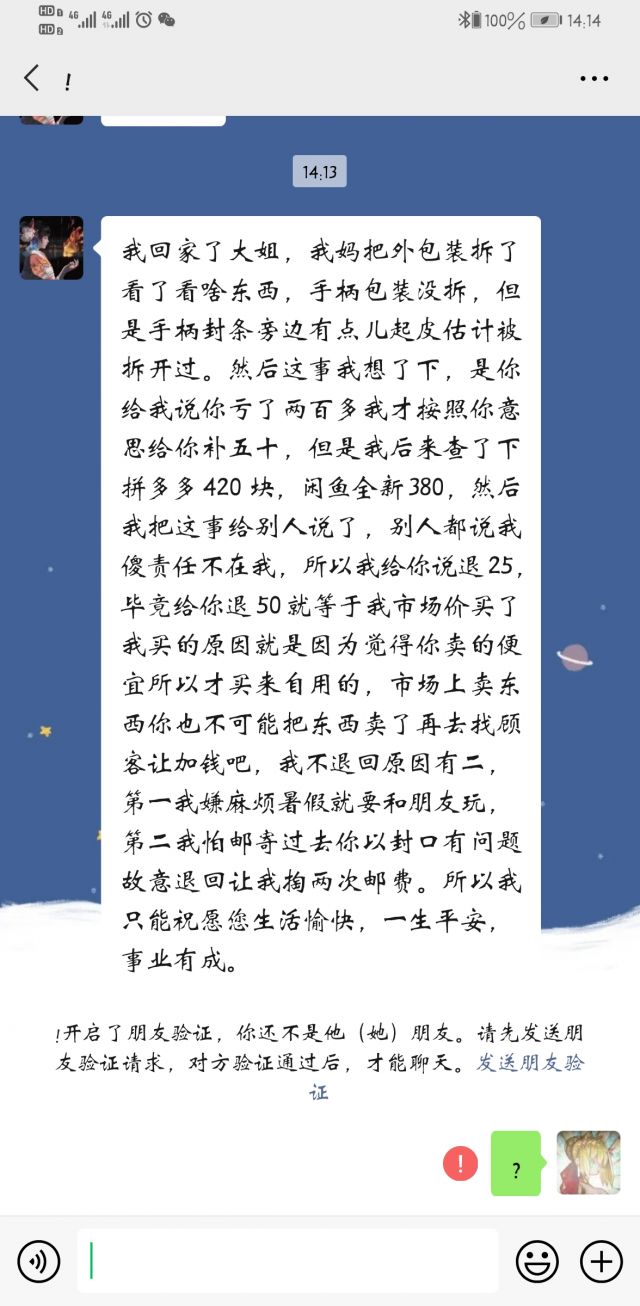 HD 1 4G 4G 100% 14:14
HD 2
!
14:13
我回家了大姐，我妈把外包装拆了
看了看啥东西，手柄包装没拆，但
是手柄封条旁边有点儿起皮估计被
拆开过。然后这事我想了下，是你
给我说你亏了两百多我才按照你意
思给你补五十，但是我后来查了下
拼多多420块，闲鱼全新380，然后
我把这事给别人说了，别人都说我
傻责任不在我，所以我给你说退25，
毕竟给你退50就等于我市场价买了
我买的原因就是因为觉得你卖的便
宜所以才买来自用的，市场上卖东
西你也不可能把东西卖了再去找顾
客让加钱吧，我不退回原因有二，
第一我嫌麻烦暑假就要和朋友玩，
第二我怕邮寄过去你以封口有问题
故意退回让我掏两次邮费。所以我
只能祝愿您生活愉快，一生平安，
事业有成。
!开启了朋友验证，你还不是他（她）朋友。请先发送朋
友验证请求，对方验证通过后，才能聊天。发送朋友验
证
?